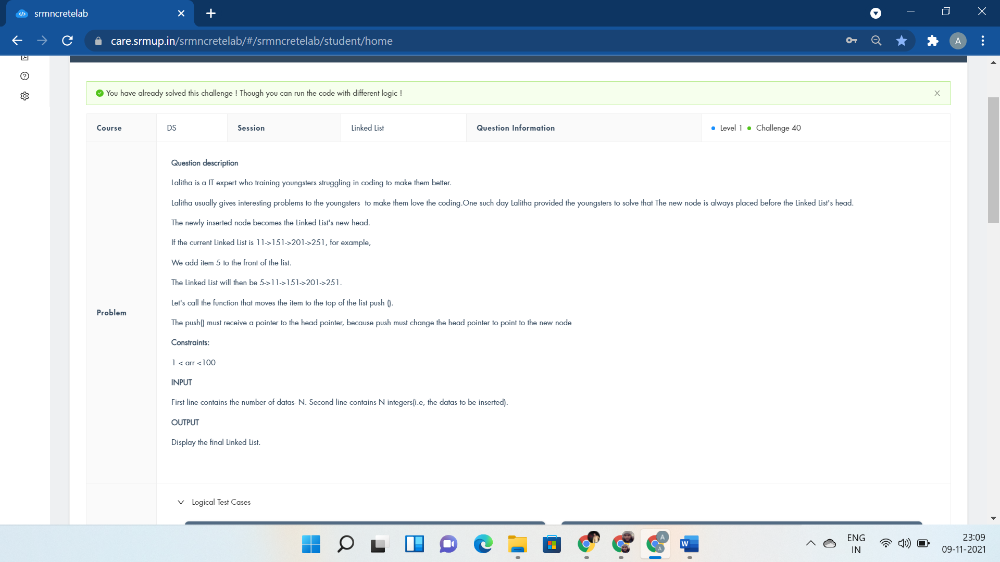 srmncretelab
care.srmup.in/srmncretelab/#/srmncretelab/student/home
A
You have already solved this challenge ! Though you can run the code with different logic !
Course
DS
Session
Linked List
Question Information
Level 1
Challenge 40
Problem
Question description
Lalitha is a IT expert who training youngsters struggling in coding to make them better.
Lalitha usually gives interesting problems to the youngsters  to make them love the coding.One such day Lalitha provided the youngsters to solve that The new node is always placed before the Linked List's head.
The newly inserted node becomes the Linked List's new head.
If the current Linked List is 11->151->201->251, for example,
We add item 5 to the front of the list.
The Linked List will then be 5->11->151->201->251.
Let's call the function that moves the item to the top of the list push ().
The push() must receive a pointer to the head pointer, because push must change the head pointer to point to the new node
Constraints:
1 < arr <100
INPUT
First line contains the number of datas- N. Second line contains N integers(i.e, the datas to be inserted).
OUTPUT
Display the final Linked List.
Logical Test Cases
A
A
W
ENG
IN
23:09
09-11-2021